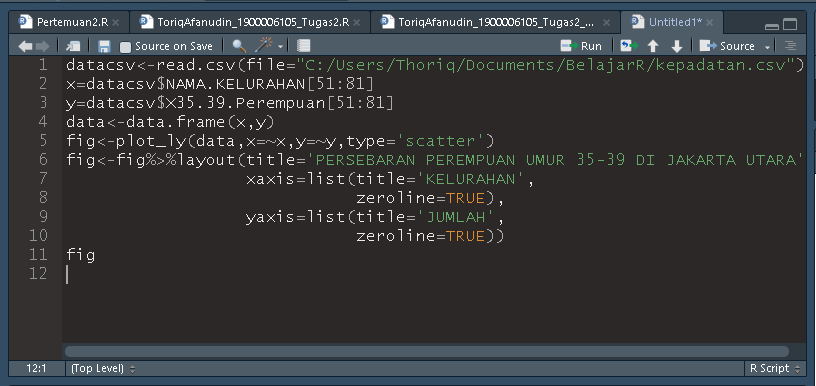 Pertemuan2.R × ToriqAfanudin_1900006105_Tugas2.R × ToriqAfanudin_1900006105_Tugas2_... × Untitled1* ×
Source on Save Run Source
1 datacsv<-read.csv(file="C:/Users/Thoriq/Documents/BelajarR/kepadatan.csv")
2 x=datacsv$NAMA.KELURAHAN[51:81]
3 y=datacsv$X35.39.Perempuan[51:81]
4 data<-data.frame(x,y)
5 fig<-plot_ly(data,x=~x,y=~y,type='scatter')
6 fig<-fig%>%layout(title='PERSEBARAN PEREMPUAN UMUR 35-39 DI JAKARTA UTARA'
7 xaxis=list(title='KELURAHAN',
8 zeroline=TRUE),
9 yaxis=list(title='JUMLAH',
10 zeroline=TRUE))
11 fig
12
12:1 (Top Level) R Script